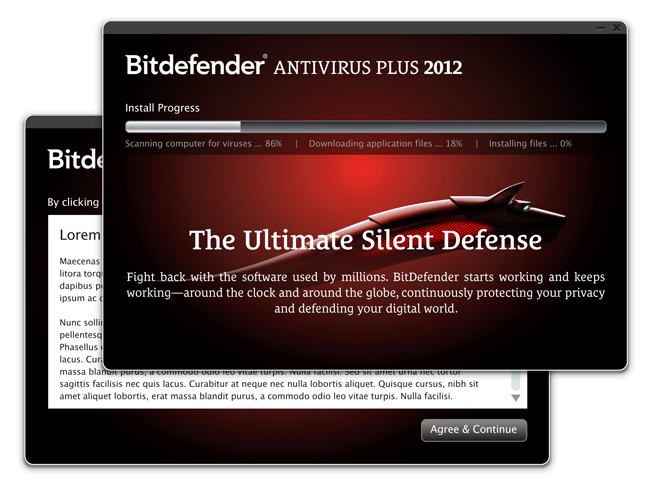 Bitdefender® ANTIVIRUS PLUS 2012
Install Progress
Scanning computer for viruses ... 86% | Downloading application files ... 18% | Installing files ... 0%
The Ultimate Silent Defense
Fight back with the software used by millions. BitDefender starts working and keeps
working—around the clock and around the globe, continuously protecting your privacy
and defending your digital world.
Bitde
By clicking
Lorem
Maecenas
litora torq
dapibus p
ipsum ac
Nunc sollic
pellentesq
Phasellus
lacus. Cura
massa blandit purus, a commodo odio leo vitae turpis. Nulla facilisi. Sed sit amet urna nec tortor
sagittis facilisis nec quis lacus. Curabitur at neque nec nulla lobortis aliquet. Quisque cursus, nibh sit
amet aliquet lobortis, erat massa blandit purus, a commodo odio leo vitae turpis. Nulla facilisi.
Agree & Continue